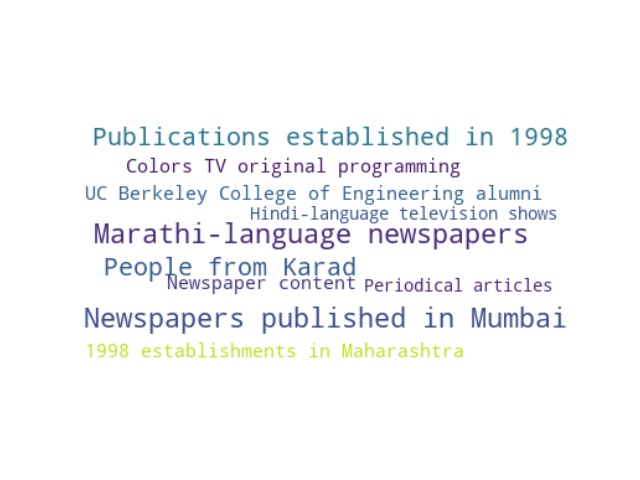 Publications established in 1998
Colors TV original programming
UC Berkeley College of Engineering alumni
Hindi-language television shows
Marathi-language newspapers
People from Karad
Newspaper content
Periodical articles
Newspapers published in Mumbai
1998 establishments in Maharashtra